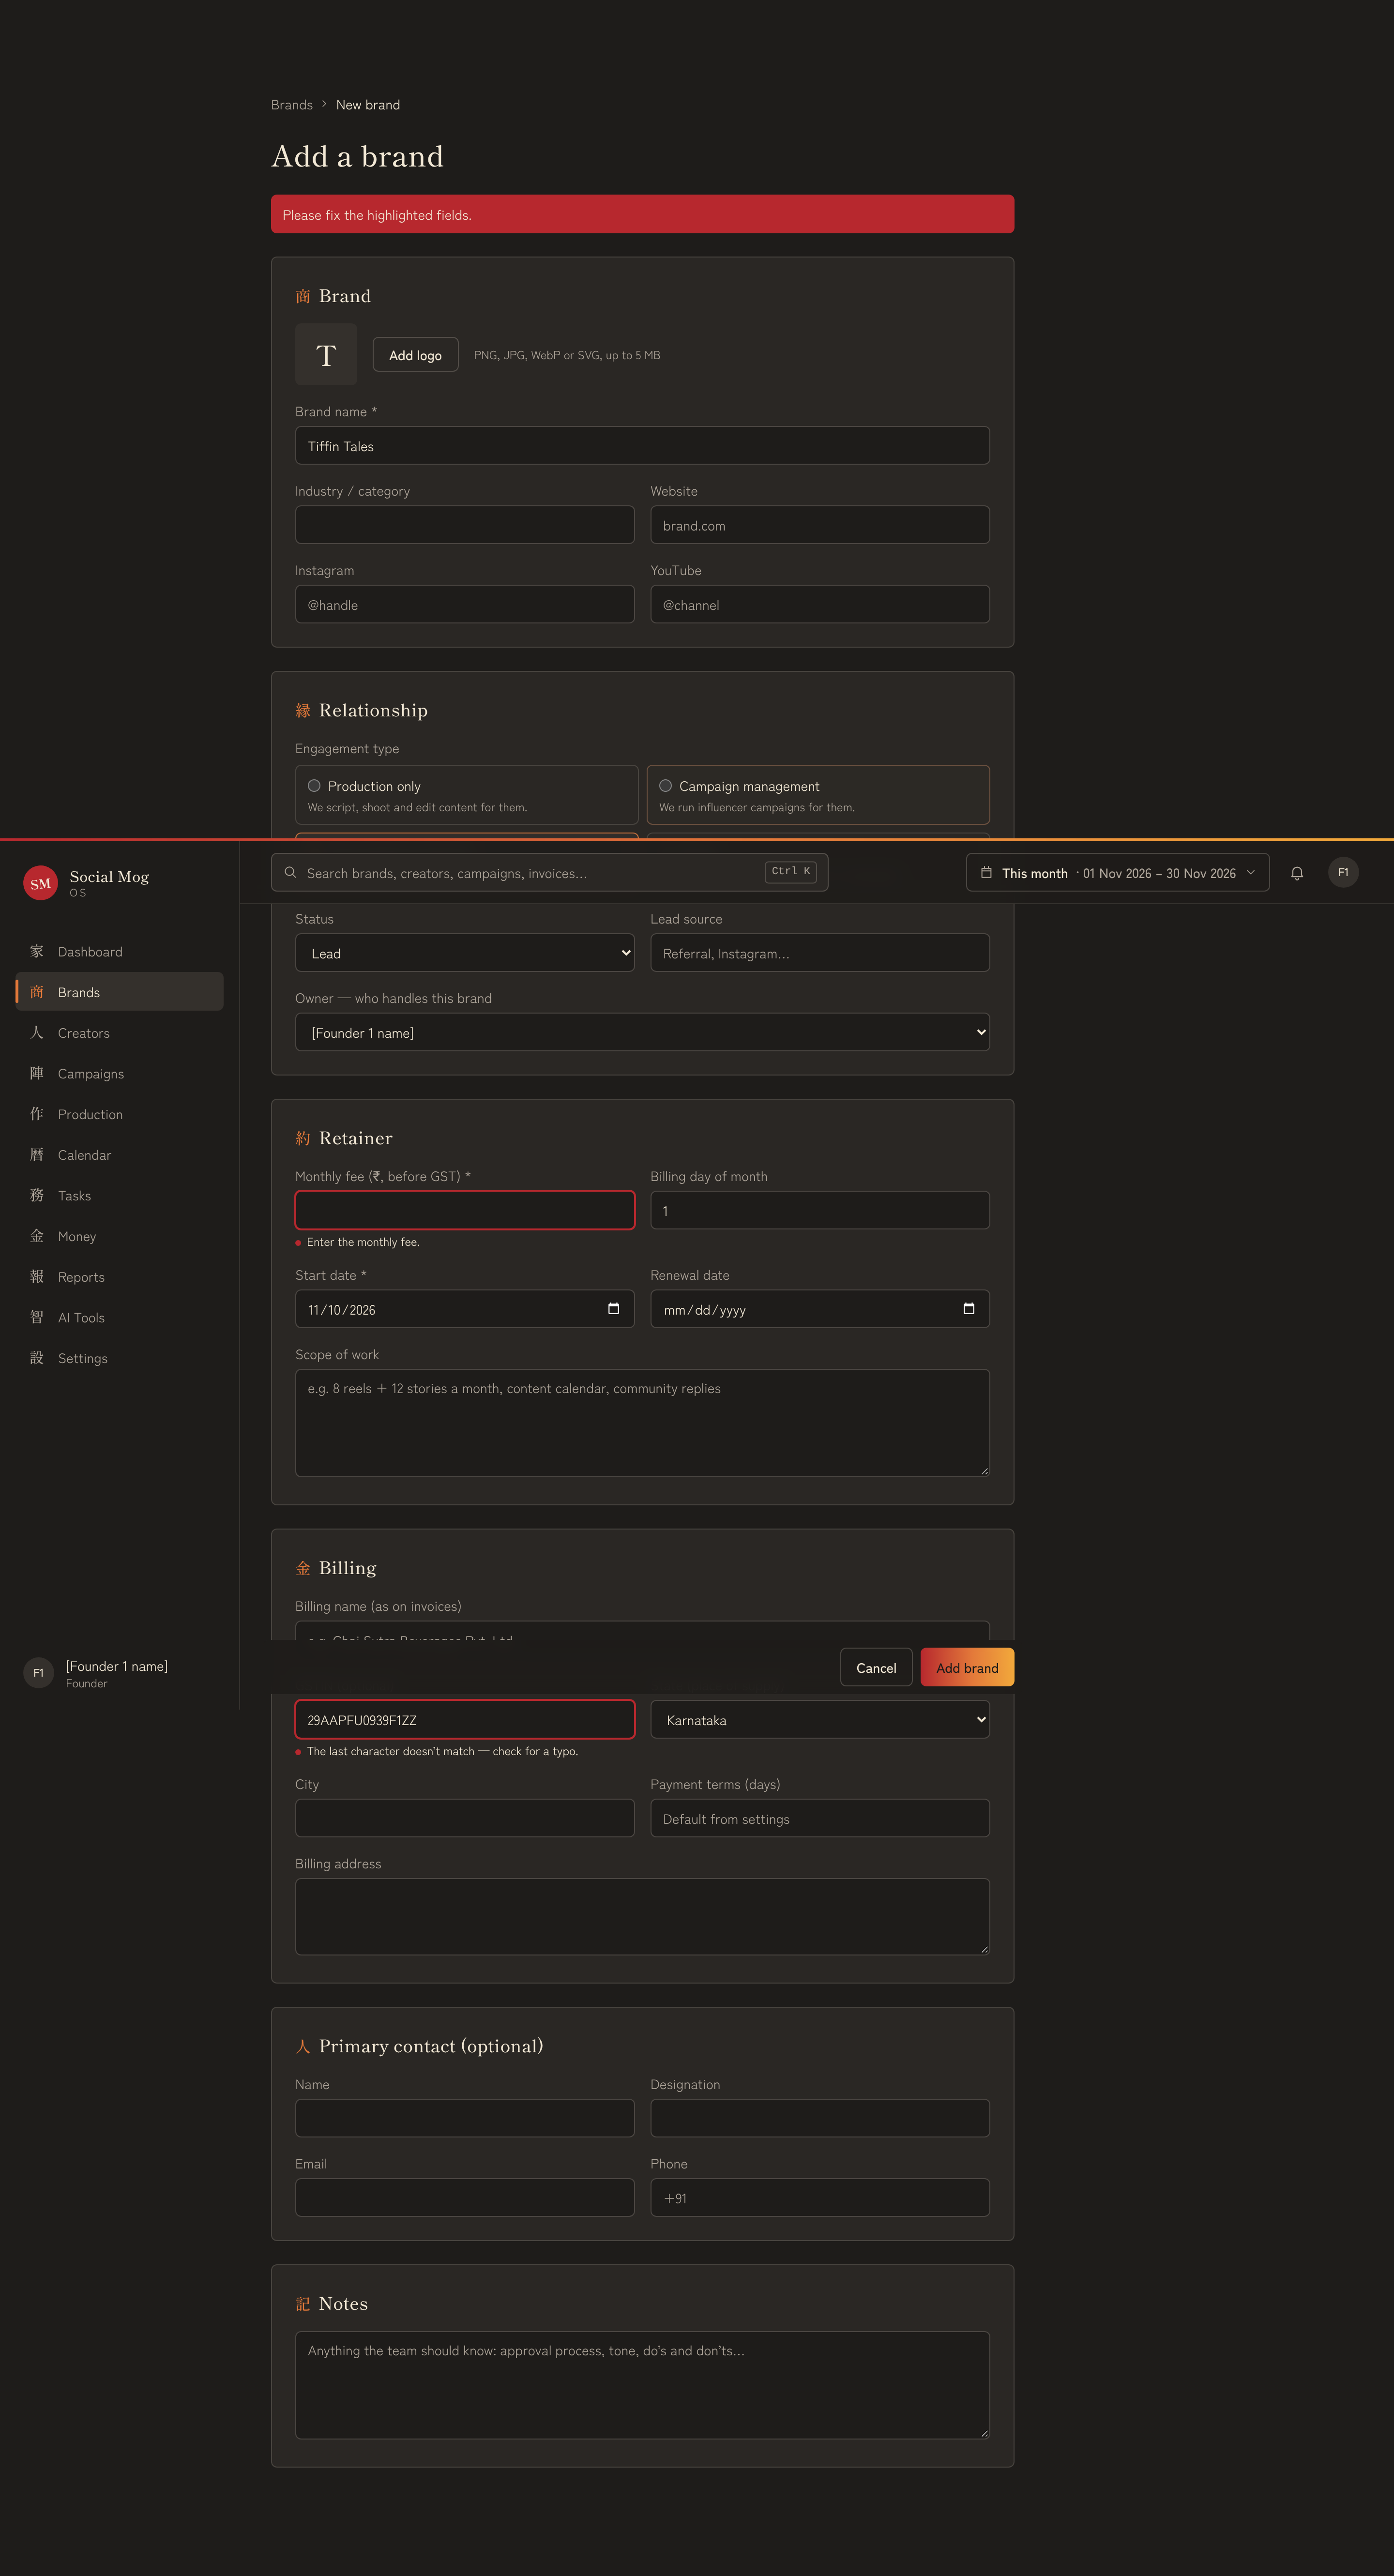 Brands › New brand
Add a brand
Please fix the highlighted fields.
商 Brand
T
Add logo
PNG, JPG, WebP or SVG, up to 5 MB
Brand name *
Tiffin Tales
Industry / category
Website
brand.com
Instagram
YouTube
@handle
@channel
縁 Relationship
Engagement type
Production only
We script, shoot and edit content for them.
Campaign management
We run influencer campaigns for them.
SM
Social Mog
OS
Search brands, creators, campaigns, invoices…
Ctrl K
This month · 01 Nov 2026 – 30 Nov 2026
F1
家 Dashboard
商 Brands
人 Creators
陣 Campaigns
作 Production
暦 Calendar
務 Tasks
金 Money
報 Reports
智 AI Tools
設 Settings
F1
[Founder 1 name]
Founder
Status
Lead source
Lead
Referral, Instagram…
Owner — who handles this brand
[Founder 1 name]
約 Retainer
Monthly fee (₹, before GST) *
Billing day of month
1
Enter the monthly fee.
Start date *
Renewal date
11/10/2026
mm/dd/yyyy
Scope of work
e.g. 8 reels + 12 stories a month, content calendar, community replies
金 Billing
Billing name (as on invoices)
e.g. Chai Sutra Beverages Pvt. Ltd.
Cancel
Add brand
29AAPFU0939F1ZZ
Karnataka
The last character doesn’t match — check for a typo.
City
Payment terms (days)
Default from settings
Billing address
人 Primary contact (optional)
Name
Designation
Email
Phone
+91
記 Notes
Anything the team should know: approval process, tone, do’s and don’ts…